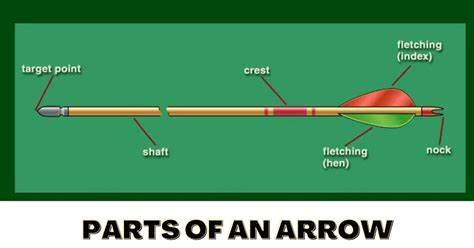 fletching
(index)
target point
crest
shaft
fletching
(hen)
nock
PARTS OF AN ARROW